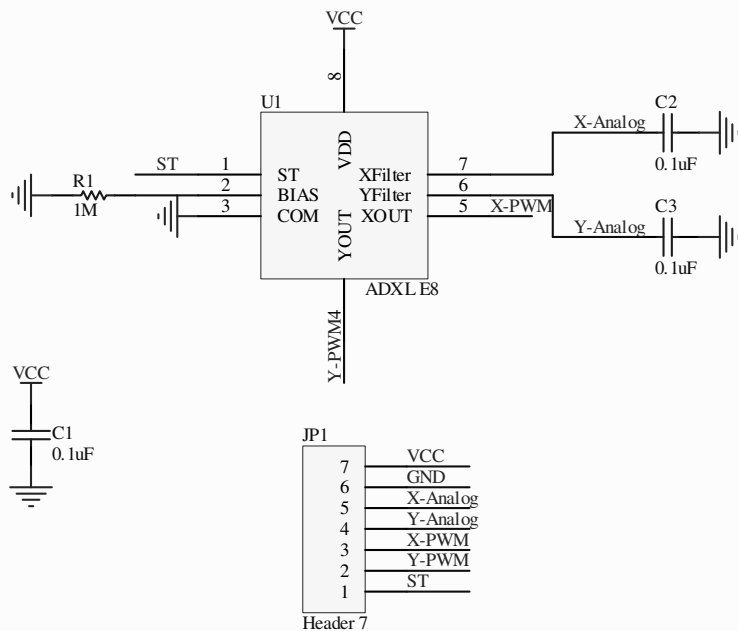 VCC
8
U1
VDD
C2
X-Analog
0.1uF
ST
1
ST
XFilter
7
R1
1M
2
BIAS
YFilter
6
3
COM
XOUT
5
X-PWM
YOUT
C3
Y-Analog
0.1uF
ADXL E8
Y-PWM4
VCC
C1
0.1uF
JP1
7
VCC
6
GND
5
X-Analog
4
Y-Analog
3
X-PWM
2
Y-PWM
1
ST
Header 7